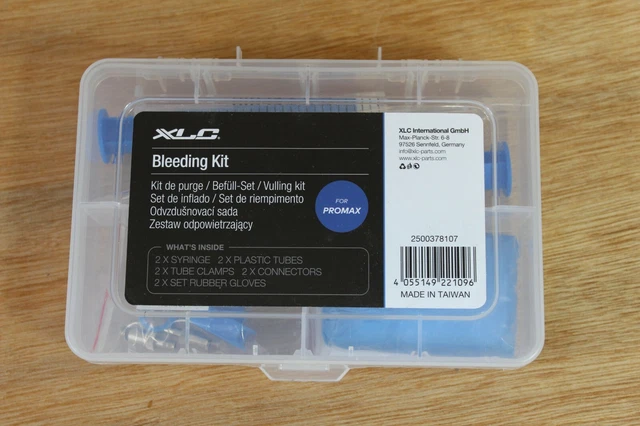 XLC
Bleeding Kit
Kit de purge / Befüll-Set / Vulling kit
Set de inflado / Set de riempimento
Odvzdušnovací sada
Zestaw odpowietrzający
FOR
PROMAX
WHAT'S INSIDE
2 X SYRINGE 2 X PLASTIC TUBES
2 X TUBE CLAMPS 2 X CONNECTORS
2 X SET RUBBER GLOVES
XLC International GmbH
Max-Planck-Str. 6-8
97526 Sennfeld, Germany
info@xlc-parts.com
www.xlc-parts.com
2500378107
4 055149 221096
MADE IN TAIWAN